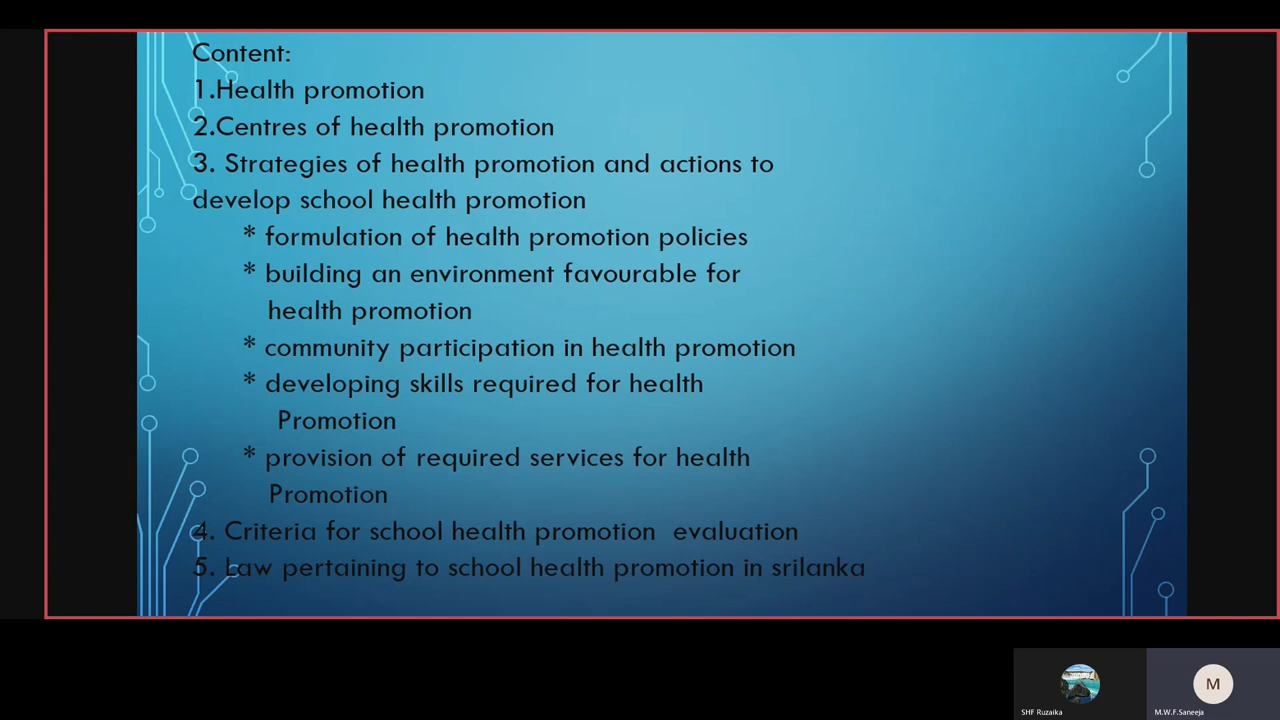 Content:
1.Health promotion
2.Centres of health promotion
3. Strategies of health promotion and actions to
develop school health promotion
* formulation of health promotion policies
* building an environment favourable for
health promotion
* community participation in health promotion
* developing skills required for health
Promotion
* provision of required services for health
Promotion
4. Criteria for school health promotion  evaluation
5. Law pertaining to school health promotion in srilanka
M
SHF Ruzaika
M.W.F.Saneeja